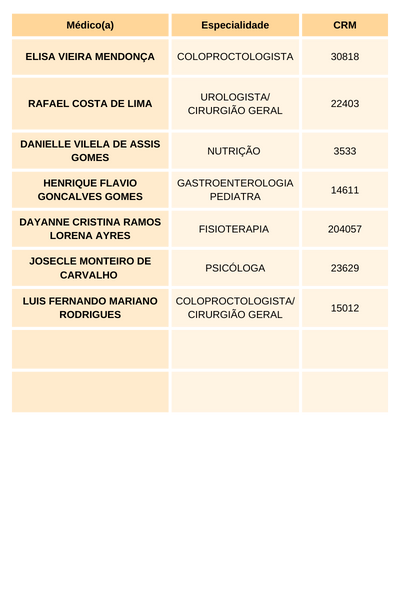 Médico(a) Especialidade CRM
ELISA VIEIRA MENDONÇA COLOPROCTOLOGISTA 30818
RAFAEL COSTA DE LIMA
UROLOGISTA/
CIRURGIÃO GERAL
22403
DANIELLE VILELA DE ASSIS
GOMES
NUTRIÇÃO
3533
HENRIQUE FLAVIO
GONCALVES GOMES
GASTROENTEROLOGIA
PEDIATRA
14611
DAYANNE CRISTINA RAMOS
LORENA AYRES
FISIOTERAPIA
204057
JOSECLE MONTEIRO DE
CARVALHO
PSICÓLOGA
23629
LUIS FERNANDO MARIANO
RODRIGUES
COLOPROCTOLOGISTA/
CIRURGIÃO GERAL
15012